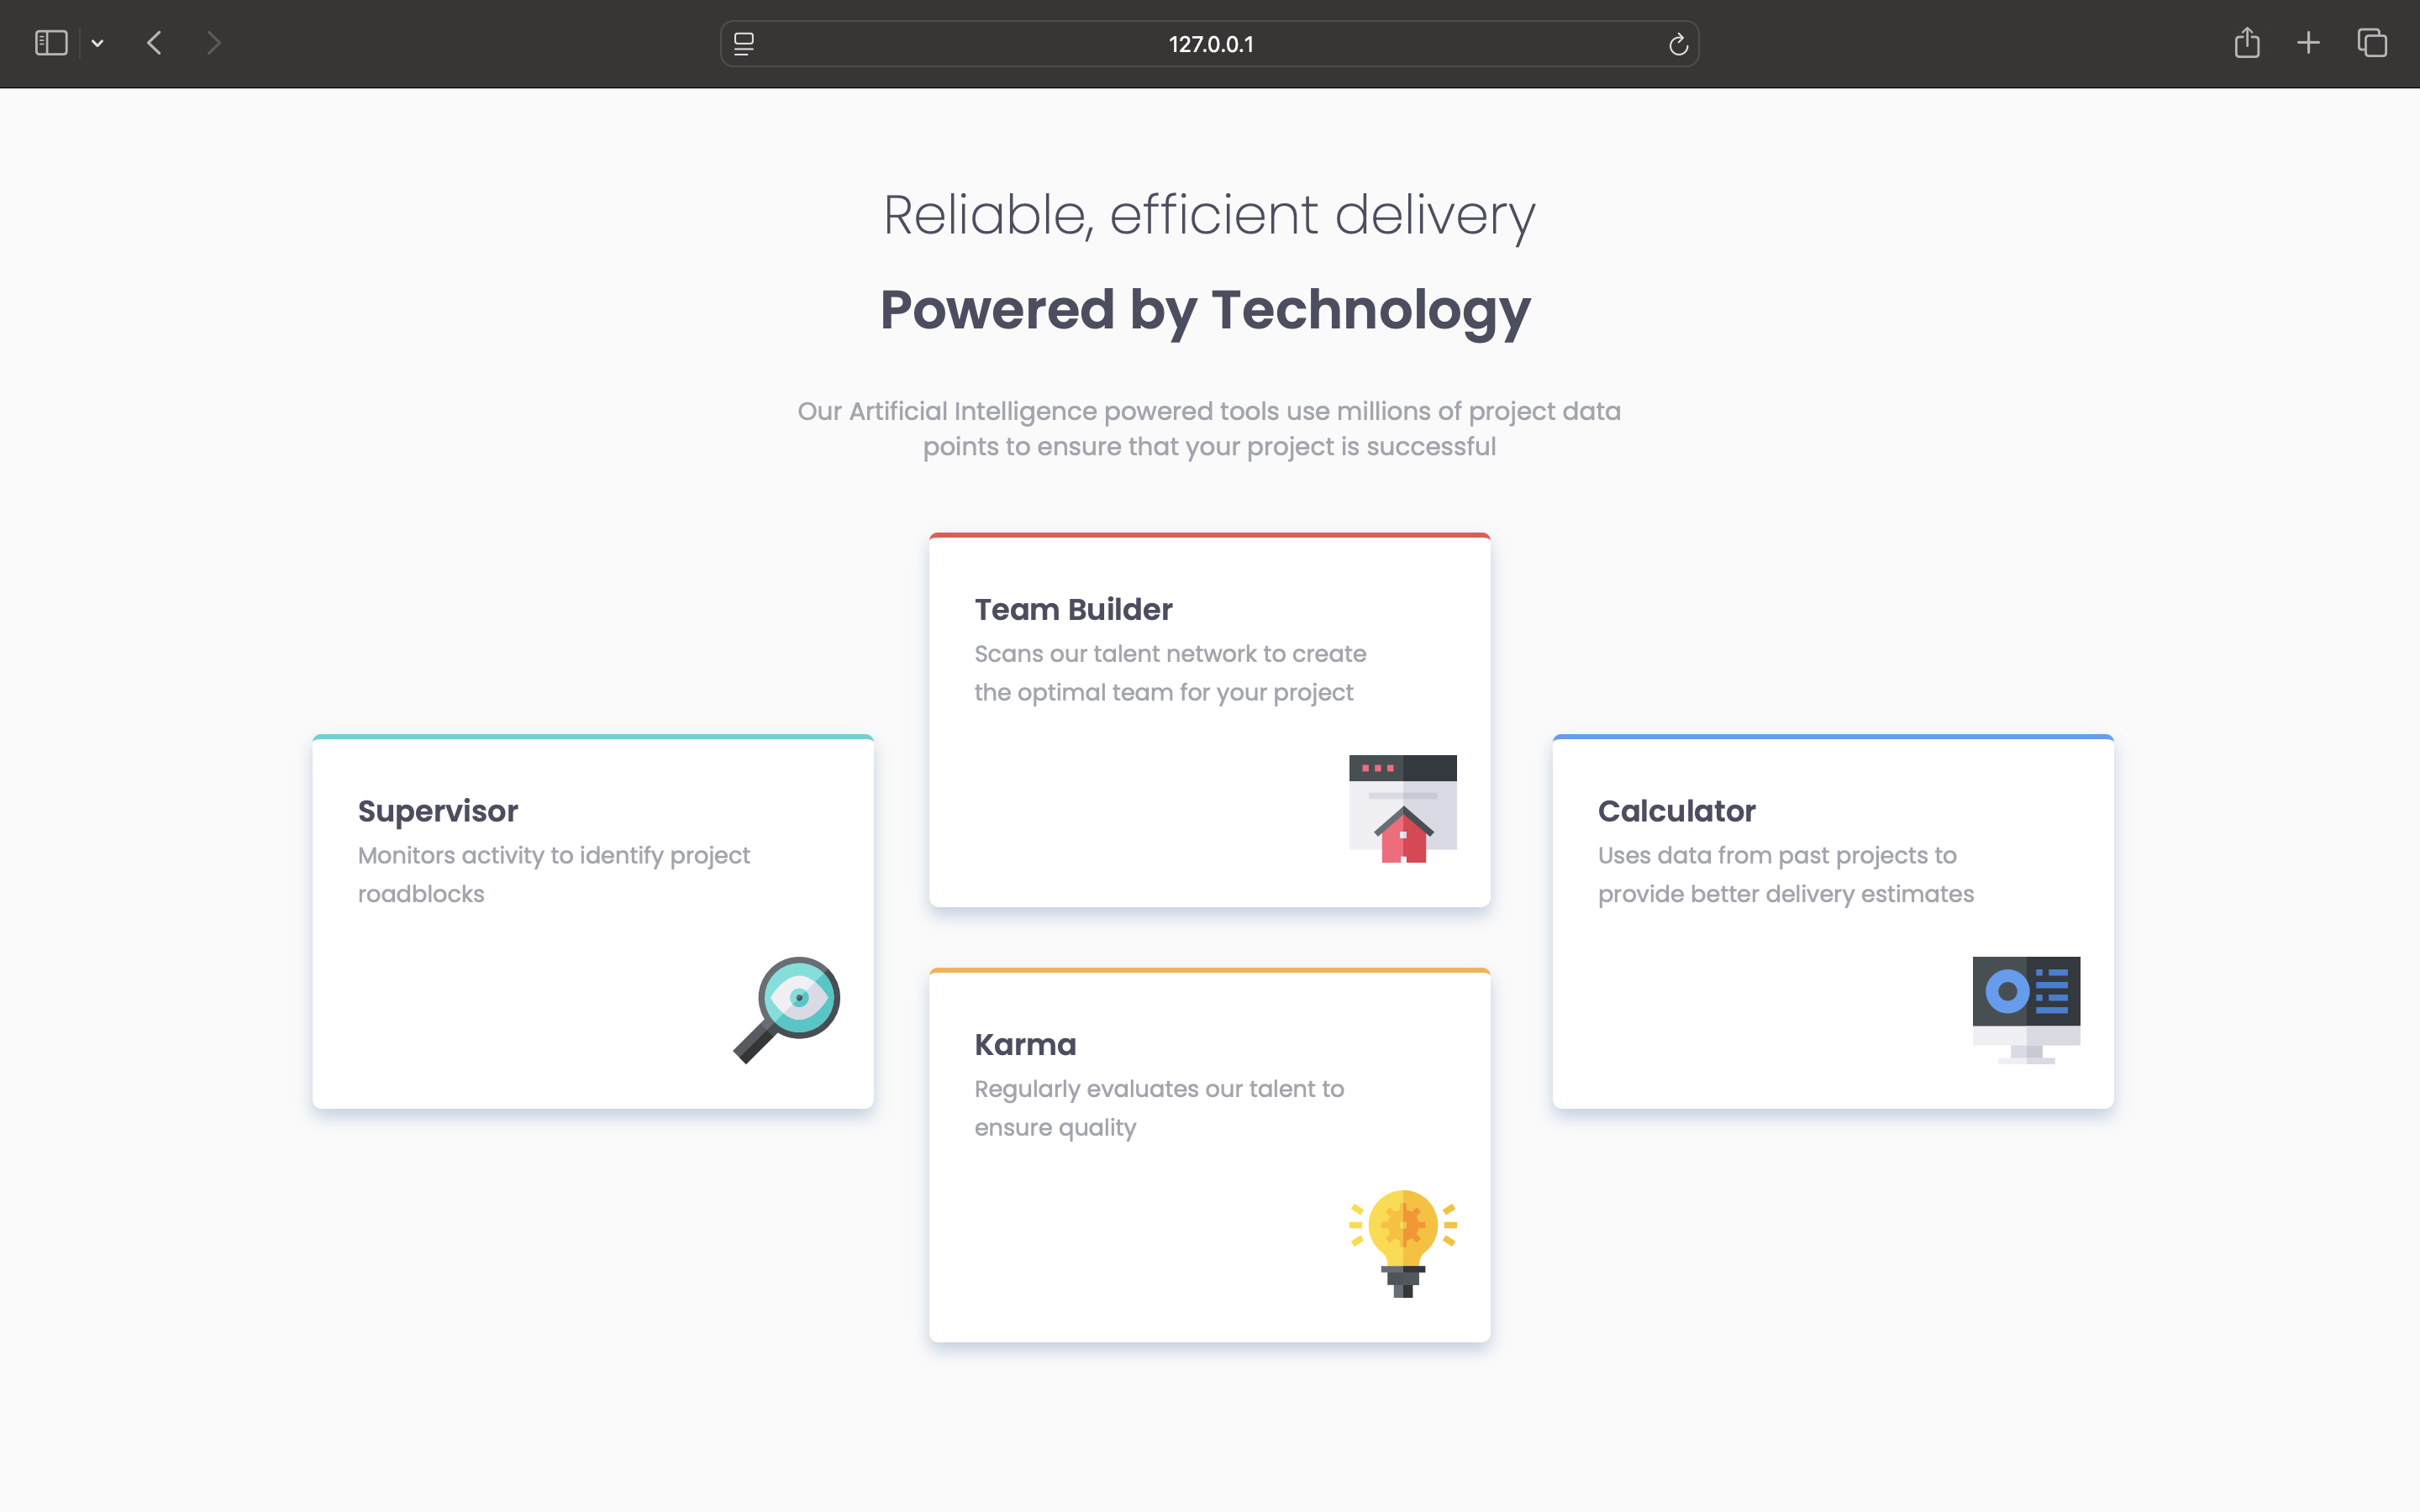 127.0.0.1
Reliable, efficient delivery
Powered by Technology
Our Artificial Intelligence powered tools use millions of project data
points to ensure that your project is successful
Team Builder
Scans our talent network to create
the optimal team for your project
Supervisor
Monitors activity to identify project
roadblocks
Calculator
Uses data from past projects to
provide better delivery estimates
Karma
Regularly evaluates our talent to
ensure quality